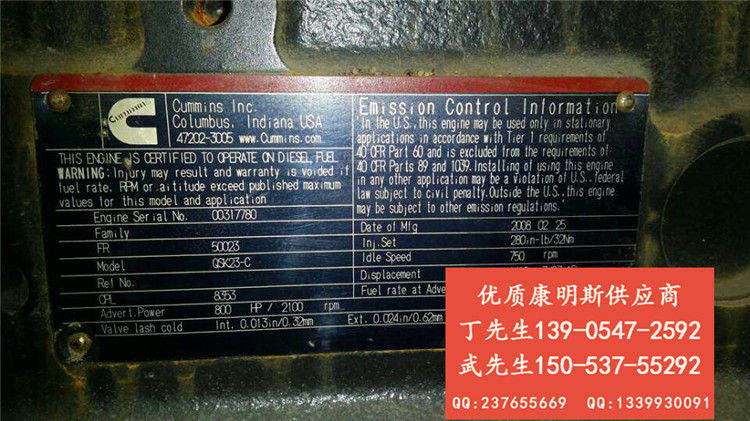 Cummins
Cummins Inc.
Columbus, Indiana USA
47202-3005 www.Cummins.com
THIS ENGINE IS CERTIFIED TO OPERATE ON DIESEL FUEL
WARNING: Injury may result and warranty is voided if
fuel rate. RPM or altitude exceed published maximum
values for this model and application
Engine Serial No. 00317780
Family
FR 50023
Model QSK23-C
Ref No.
CPL 8353
Advert.Power 800 HP / 2100 rpm
Valve lash cold Int. 0.013in/0.32mm Ext. 0.024in/0.62mm
Emission Control Information
In the U.S., this engine may be used only in stationary
applications in accordance with Tier 1 requirements of
40 CFR Part 60 and is excluded from the requirements of
40 CFR Parts 89 and 1039. Installing of using this engine
in any other application may be a violation of U.S. federal
law subject to civil penalty. Outside the U.S., this engine
may be subject to other emission regulations.
Date of Mfg 2008 02 25
Inj.Set 280in-lb/32Nm
Idle Speed 750 rpm
Displacement
Fuel rate at Adve
优质康明斯供应商
丁先生139-0547-2592
武先生150-537-55292
QQ:237655669 QQ:1339930091